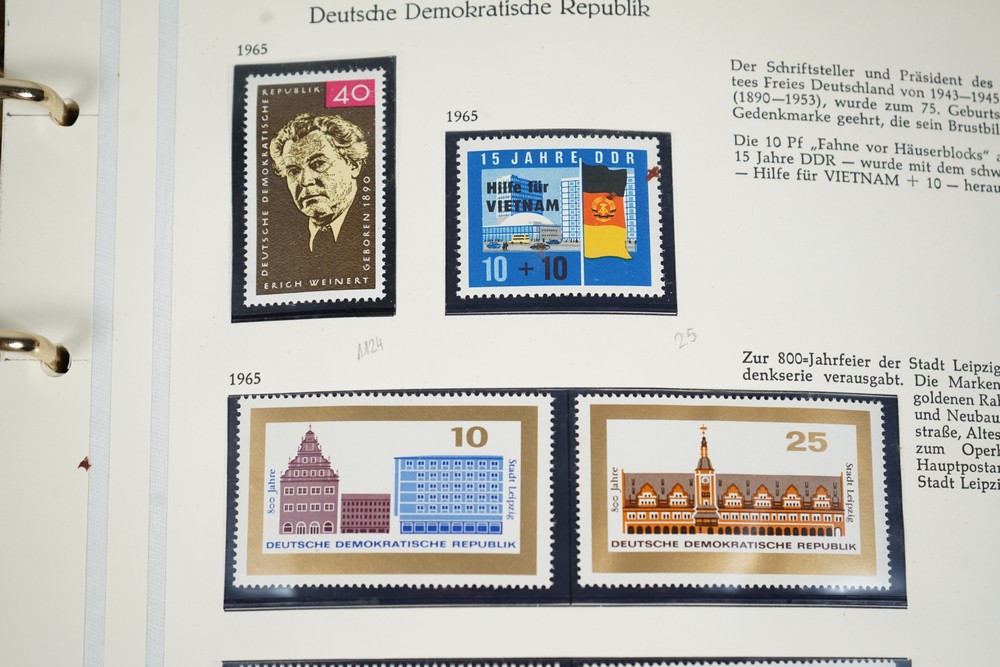 Deutsche Demokratische Republik
1965
DEUTSCHE DEMOKRATISCHE REPUBLIK
40
GEBOREN 1890
ERICH WEINERT
1124
1965
15 JAHRE DDR
Hilfe für
VIETNAM
10 + 10
25
Der Schriftsteller und Präsident des
tees Freies Deutschland von 1943—1945
(1890—1953), wurde zum 75. Geburts
Gedenkmarke geehrt, die sein Brustbil
Die 10 Pf „Fahne vor Häuserblocks“
15 Jahre DDR — wurde mit dem schw
— Hilfe für VIETNAM + 10 — herau
1965
10
800 Jahre
Stadt Leipzig
DEUTSCHE DEMOKRATISCHE REPUBLIK
25
800 Jahre
Stadt Leipzig
DEUTSCHE DEMOKRATISCHE REPUBLIK
Zur 800=Jahrfeier der Stadt Leipzig
denkserie verausgabt. Die Marken
goldenen Rah
und Neubau
straße, Altes
zum Opern
Hauptpostam
Stadt Leipzi